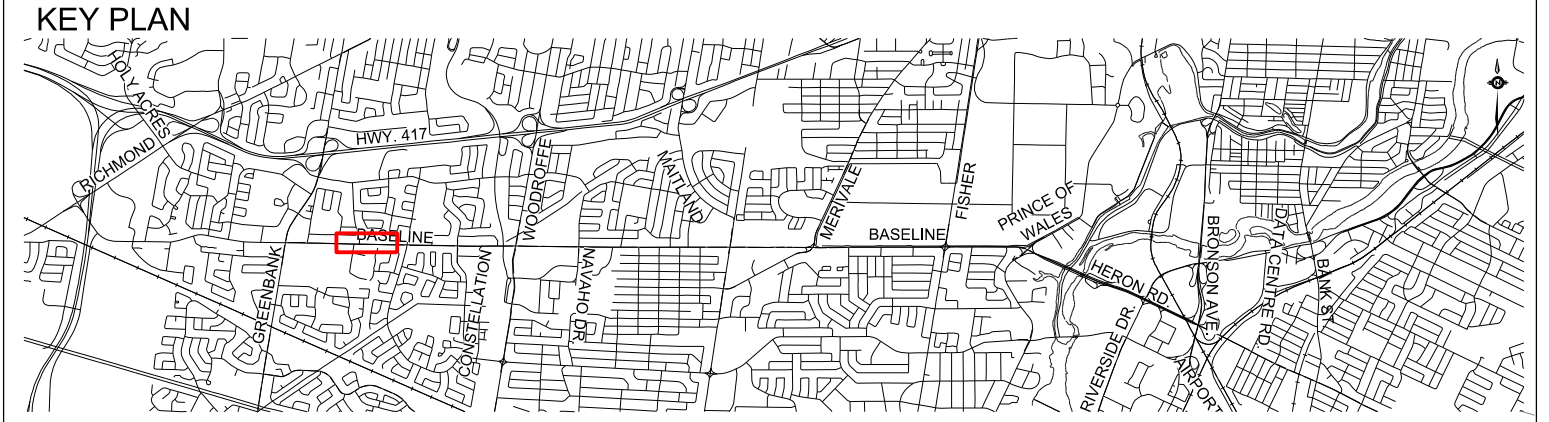 KEY PLAN
HOLY ACRES
RICHMOND
HWY. 417
GREENBANK
BASELINE
CONSTELLATION
WOODROFFE
NAVAHO DR.
MAITLAND
MERIVALE
BASELINE
FISHER
PRINCE OF
WALES
HERON RD.
RIVERSIDE DR.
AIRPORT
BRONSON AVE.
DATA CENTRE RD.
BANK ST
N